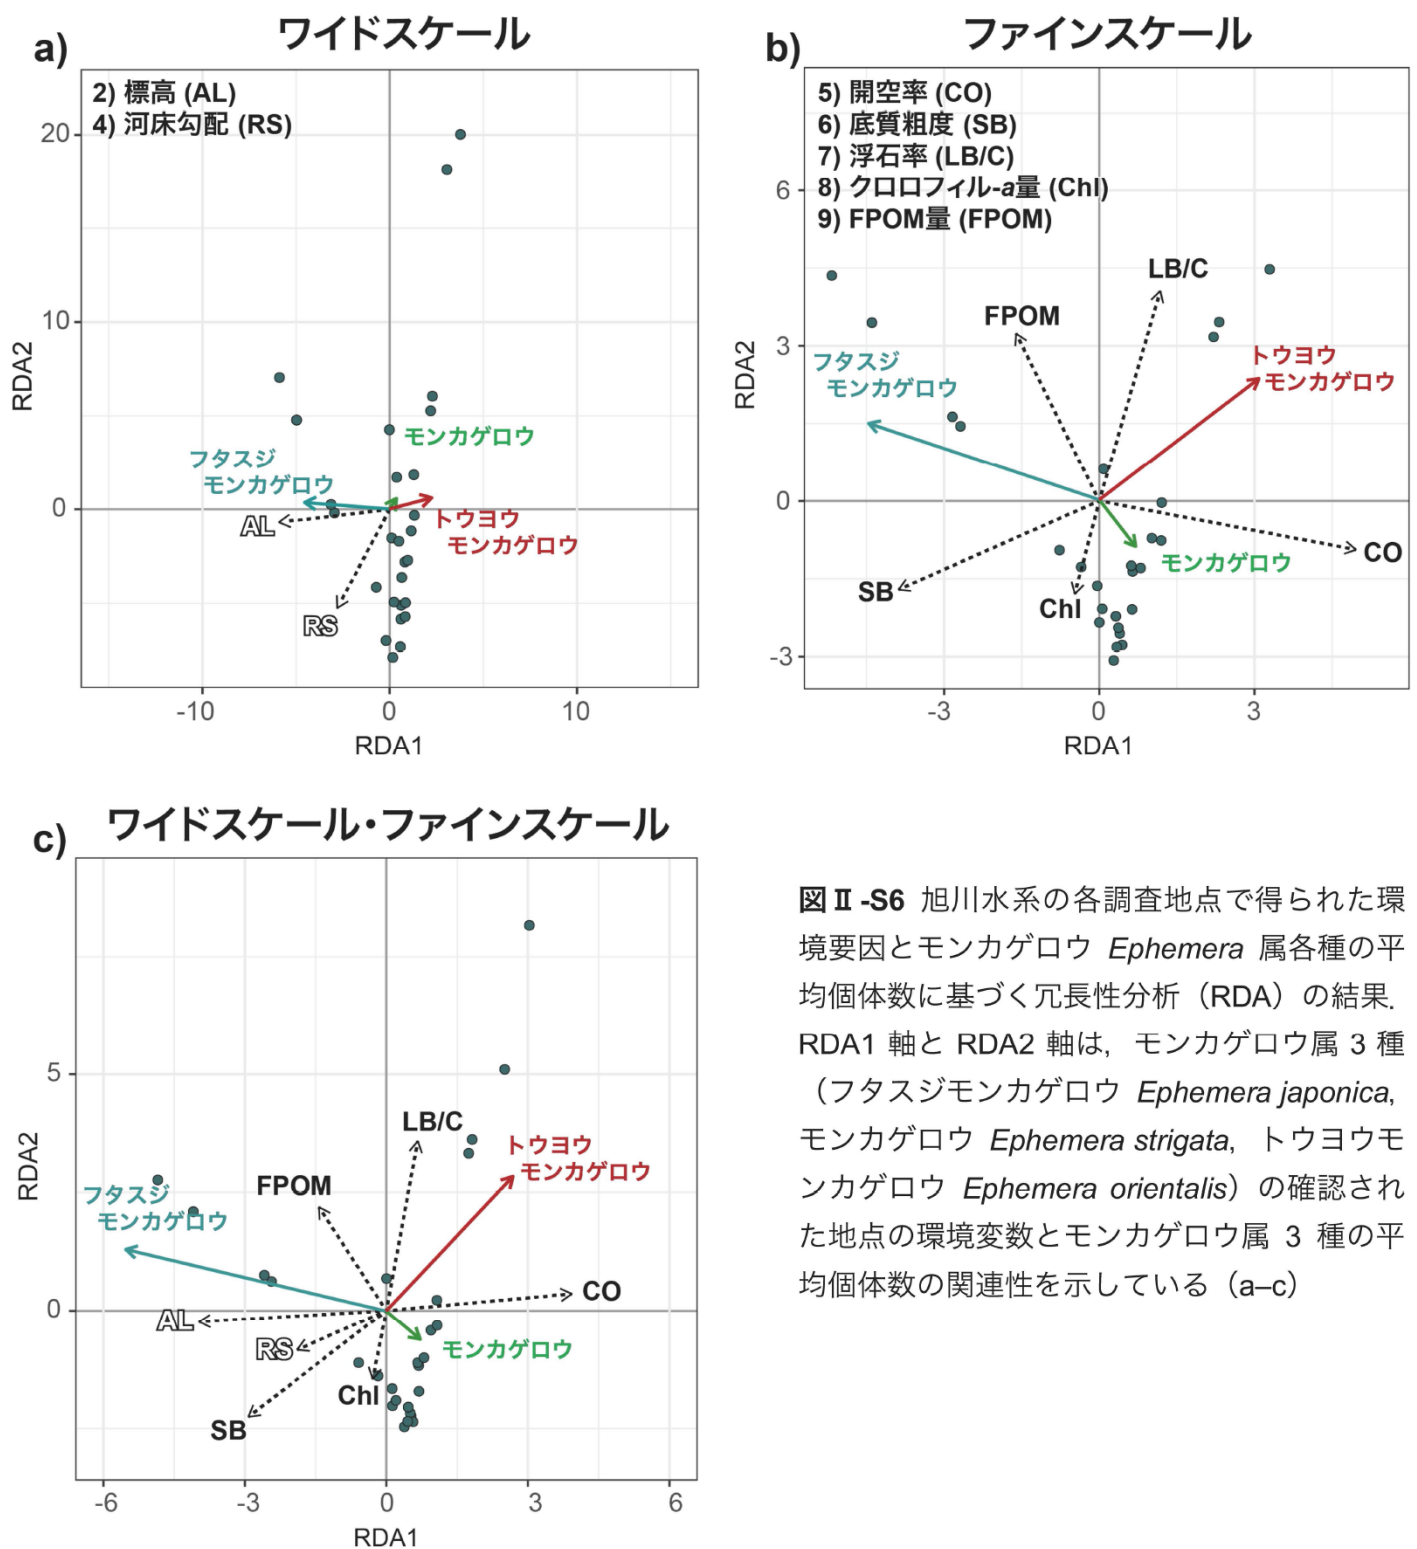 a)
ワイドスケール
2) 標高 (AL)
4) 河床勾配 (RS)
20
10
0
RDA2
モンカゲロウ
フタスジ
モンカゲロウ
AL
トウヨウ
モンカゲロウ
RS
-10
0
10
RDA1
b)
ファインスケール
5) 開空率 (CO)
6) 底質粗度 (SB)
7) 浮石率 (LB/C)
8) クロロフィル-a量 (Chl)
9) FPOM量 (FPOM)
6
3
0
-3
RDA2
LB/C
FPOM
フタスジ
モンカゲロウ
トウヨウ
モンカゲロウ
CO
モンカゲロウ
SB
Chl
-3
0
3
RDA1
c)
ワイドスケール・ファインスケール
5
0
RDA2
LB/C
トウヨウ
モンカゲロウ
FPOM
フタスジ
モンカゲロウ
CO
AL
RS
モンカゲロウ
Chl
SB
-6
-3
0
3
6
RDA1
図Ⅱ-S6 旭川水系の各調査地点で得られた環
境要因とモンカゲロウ Ephemera 属各種の平
均個体数に基づく冗長性分析（RDA）の結果.
RDA1 軸と RDA2 軸は，モンカゲロウ属 3 種
（フタスジモンカゲロウ Ephemera japonica,
モンカゲロウ Ephemera strigata, トウヨウモ
ンカゲロウ Ephemera orientalis）の確認され
た地点の環境変数とモンカゲロウ属 3 種の平
均個体数の関連性を示している（a–c）